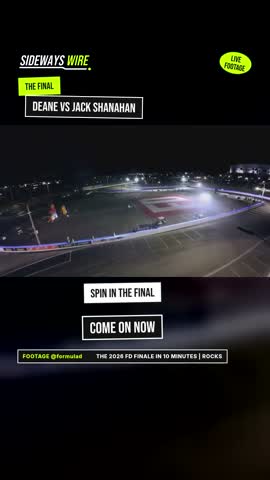 SIDEWAYS WIRE.
LIVE
FOOTAGE
THE FINAL
DEANE VS JACK SHANAHAN
SPIN IN THE FINAL
COME ON NOW
FOOTAGE @formulad THE 2026 FD FINALE IN 10 MINUTES | ROCKS